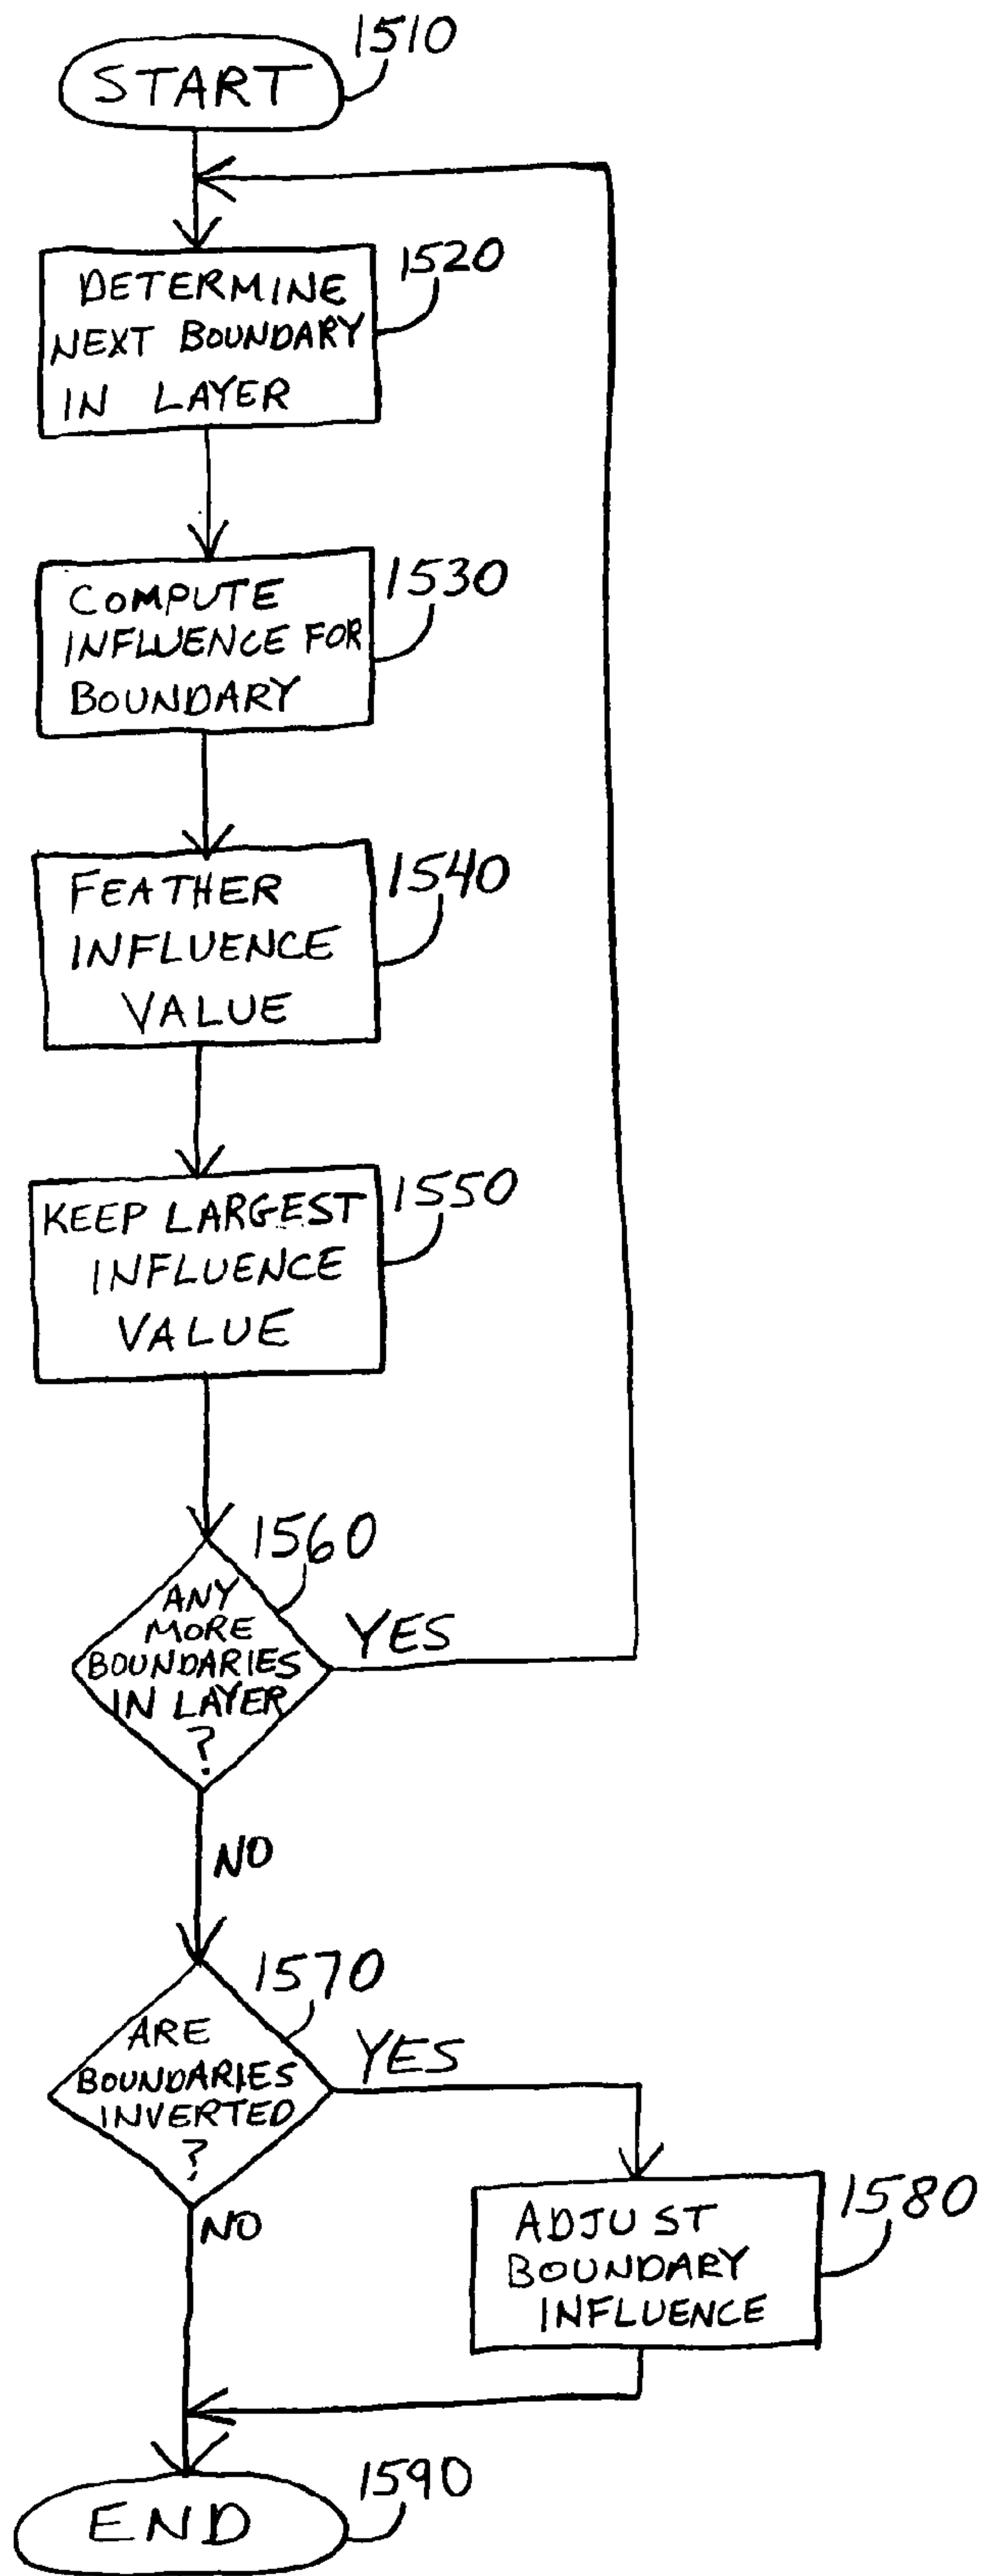 1510
START
1520
DETERMINE
NEXT BOUNDARY
IN LAYER
1530
COMPUTE
INFLUENCE FOR
BOUNDARY
1540
FEATHER
INFLUENCE
VALUE
1550
KEEP LARGEST
INFLUENCE
VALUE
1560
ANY
MORE
BOUNDARIES
IN LAYER
?
YES
NO
1570
ARE
BOUNDARIES
INVERTED
?
YES
NO
1580
ADJUST
BOUNDARY
INFLUENCE
1590
END